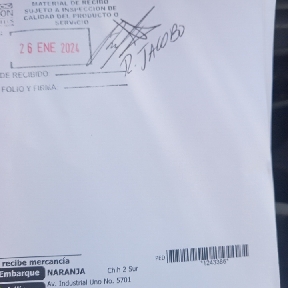 MATERIAL DE RECIBO
SUJETO A INSPECCIÓN DE
CALIDAD DEL PRODUCTO O
SERVICIO
26 ENE 2024
R. JACOBO
DE RECIBIDO
FOLIO Y FIRMA
recibe mercancía
Embarque NARANJA Chih 2 Sur
Av. Industrial Uno No. 5701